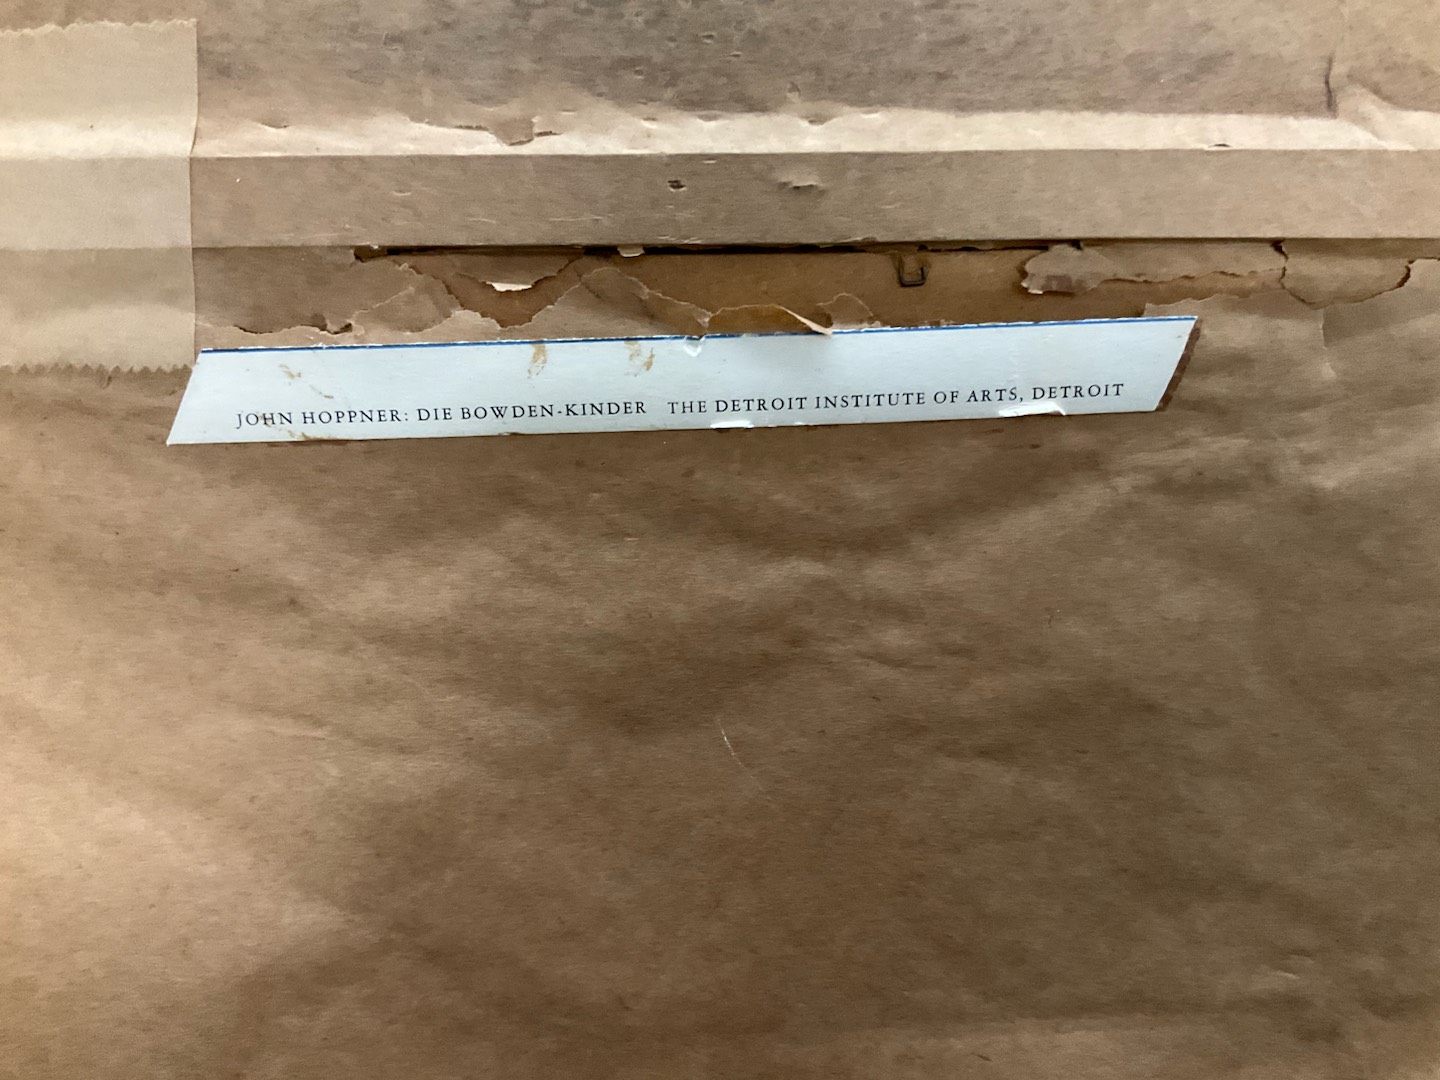 JOHN HOPPNER: DIE BOWDEN-KINDER THE DETROIT INSTITUTE OF ARTS, DETROIT